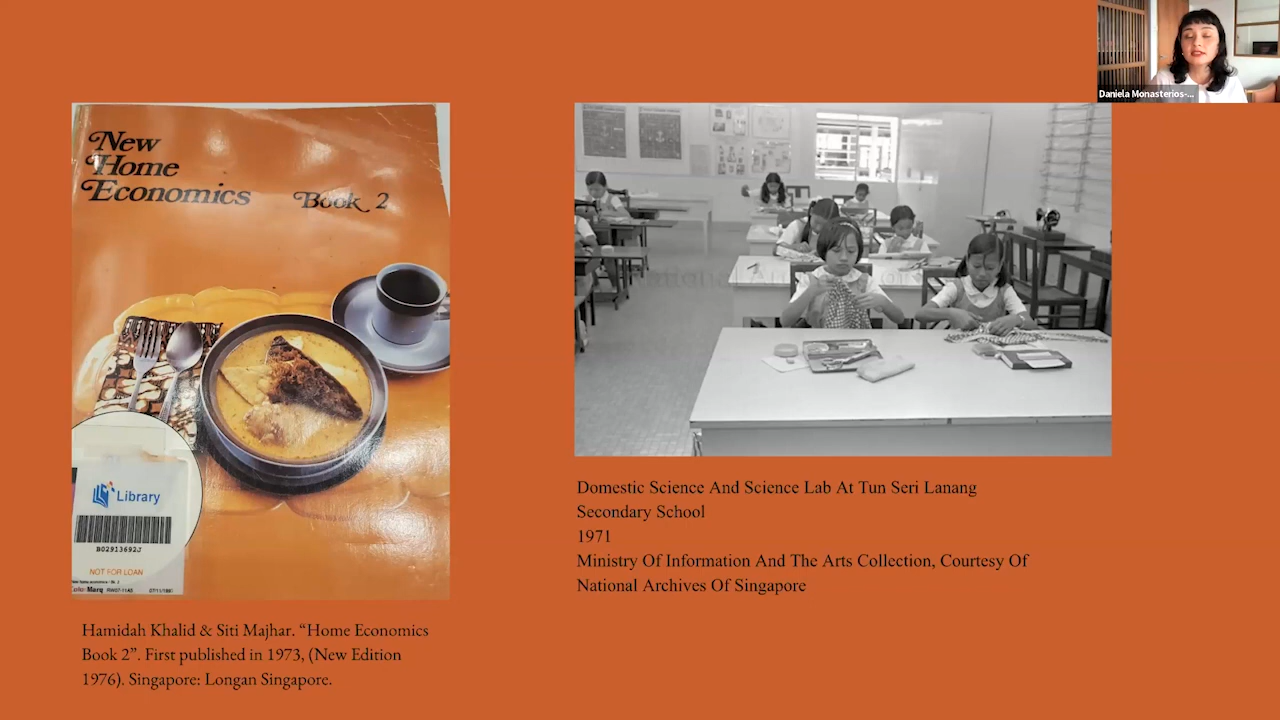 Daniela Monasterios-...
New
Home
Economics Book 2
Library
B02913692J
NOT FOR LOAN
Domestic Science And Science Lab At Tun Seri Lanang
Secondary School
1971
Ministry Of Information And The Arts Collection, Courtesy Of
National Archives Of Singapore
Hamidah Khalid & Siti Majhar. “Home Economics
Book 2”. First published in 1973, (New Edition
1976). Singapore: Longan Singapore.